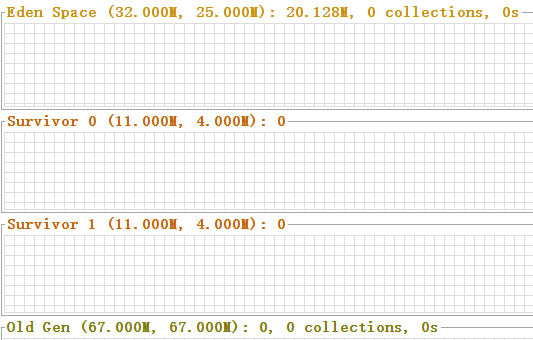 Eden Space (32.000M, 25.000M): 20.128M, 0 collections, 0s
Survivor 0 (11.000M, 4.000M): 0
Survivor 1 (11.000M, 4.000M): 0
Old Gen (67.000M, 67.000M): 0, 0 collections, 0s